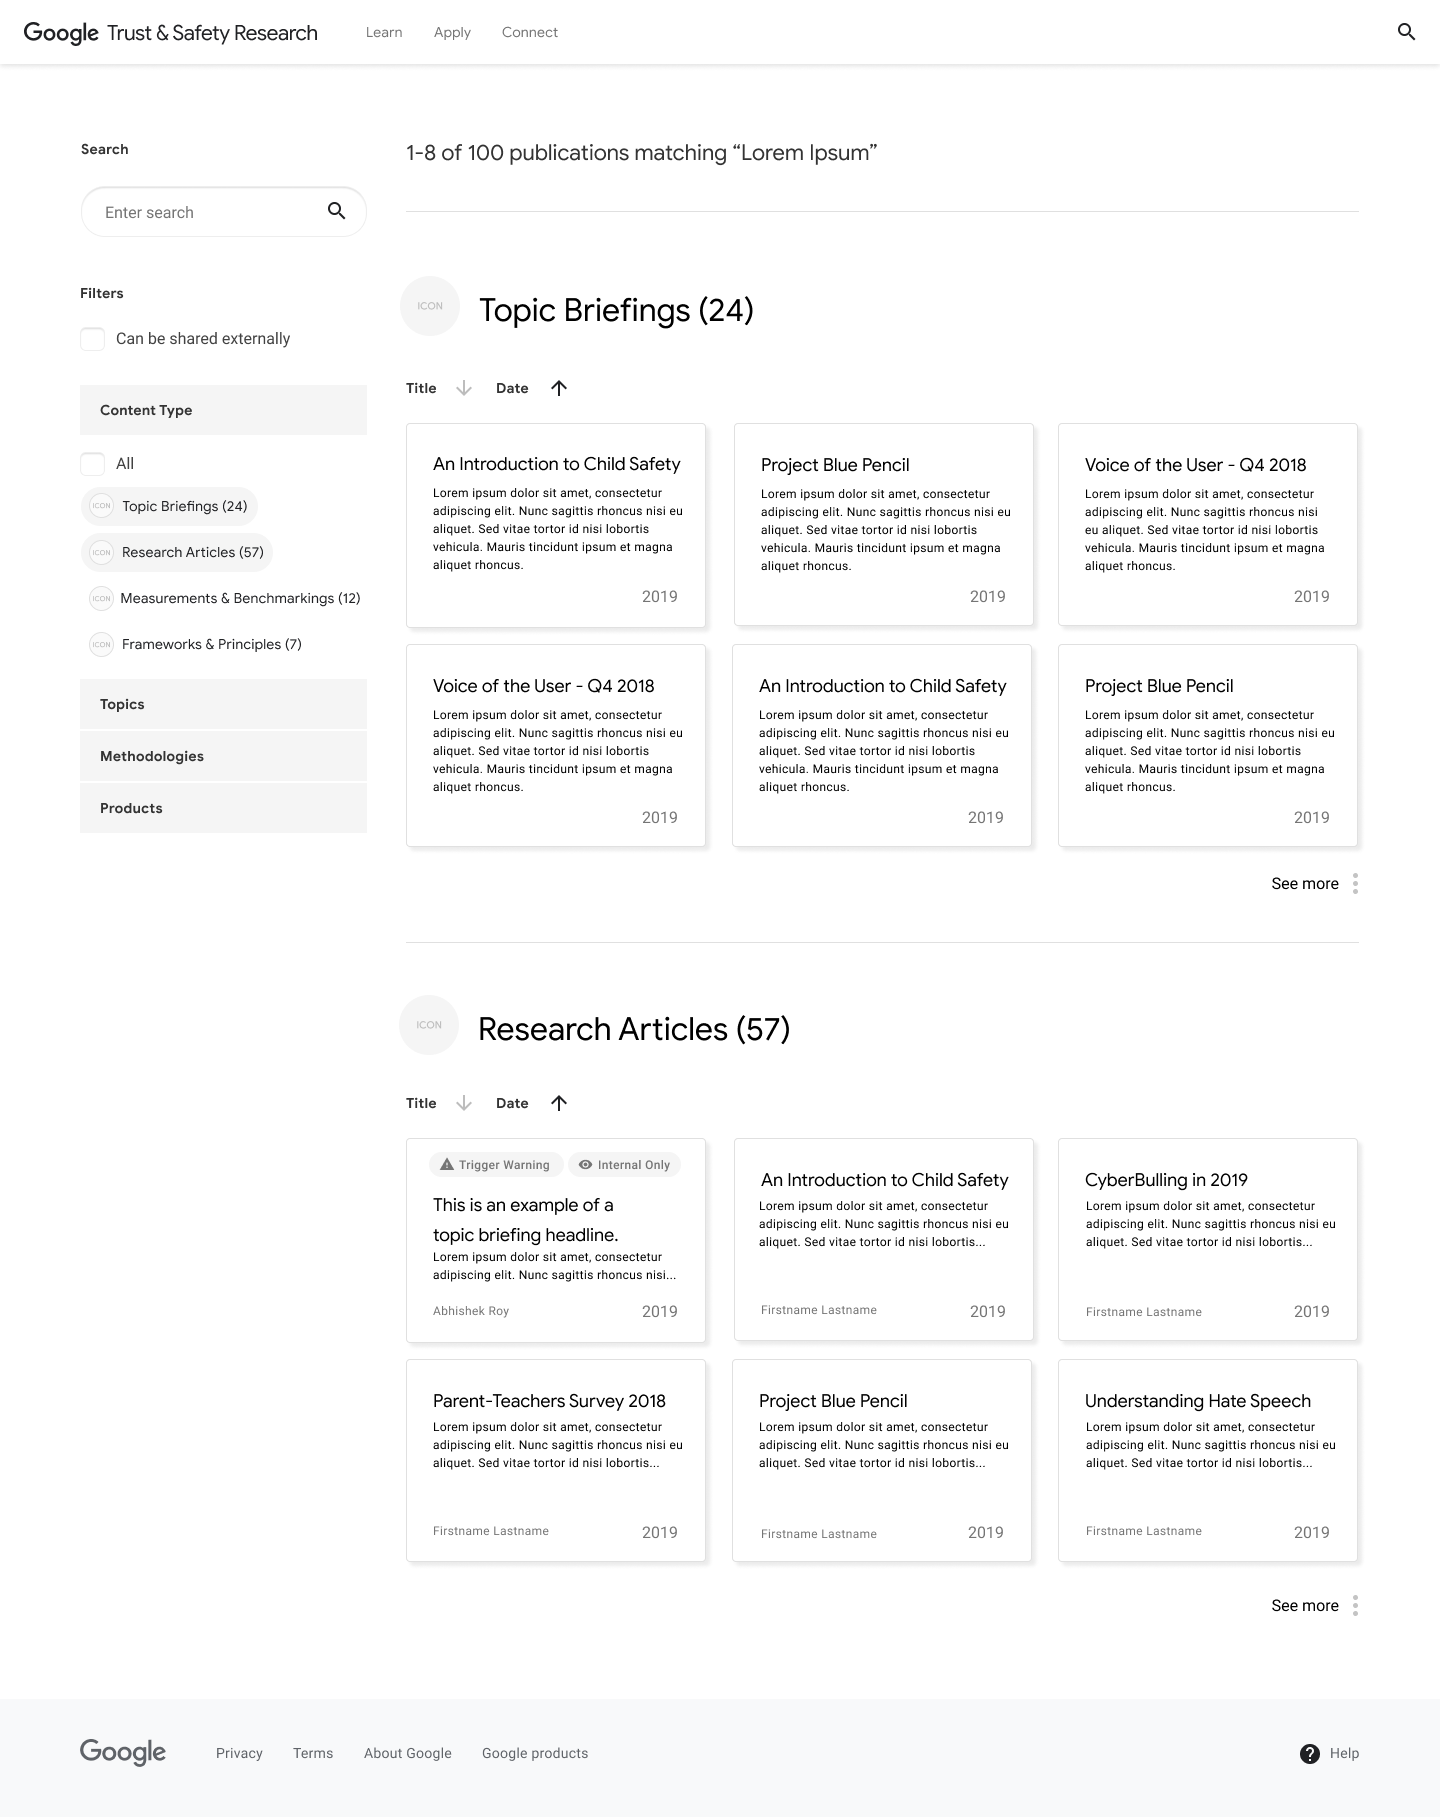 Google Trust & Safety Research
Learn
Apply
Connect
Search
Enter search
Filters
Can be shared externally
Content Type
All
ICON Topic Briefings (24)
ICON Research Articles (57)
ICON Measurements & Benchmarkings (12)
ICON Frameworks & Principles (7)
Topics
Methodologies
Products
1-8 of 100 publications matching “Lorem Ipsum”
ICON
Topic Briefings (24)
Title
Date
An Introduction to Child Safety
Lorem ipsum dolor sit amet, consectetur
adipiscing elit. Nunc sagittis rhoncus nisi eu
aliquet. Sed vitae tortor id nisi lobortis
vehicula. Mauris tincidunt ipsum et magna
aliquet rhoncus.
2019
Project Blue Pencil
Lorem ipsum dolor sit amet, consectetur
adipiscing elit. Nunc sagittis rhoncus nisi eu
aliquet. Sed vitae tortor id nisi lobortis
vehicula. Mauris tincidunt ipsum et magna
aliquet rhoncus.
2019
Voice of the User - Q4 2018
Lorem ipsum dolor sit amet, consectetur
adipiscing elit. Nunc sagittis rhoncus nisi
eu aliquet. Sed vitae tortor id nisi lobortis
vehicula. Mauris tincidunt ipsum et magna
aliquet rhoncus.
2019
Voice of the User - Q4 2018
Lorem ipsum dolor sit amet, consectetur
adipiscing elit. Nunc sagittis rhoncus nisi eu
aliquet. Sed vitae tortor id nisi lobortis
vehicula. Mauris tincidunt ipsum et magna
aliquet rhoncus.
2019
An Introduction to Child Safety
Lorem ipsum dolor sit amet, consectetur
adipiscing elit. Nunc sagittis rhoncus nisi eu
aliquet. Sed vitae tortor id nisi lobortis
vehicula. Mauris tincidunt ipsum et magna
aliquet rhoncus.
2019
Project Blue Pencil
Lorem ipsum dolor sit amet, consectetur
adipiscing elit. Nunc sagittis rhoncus nisi eu
aliquet. Sed vitae tortor id nisi lobortis
vehicula. Mauris tincidunt ipsum et magna
aliquet rhoncus.
2019
See more
ICON
Research Articles (57)
Title
Date
Trigger Warning
Internal Only
This is an example of a
topic briefing headline.
Lorem ipsum dolor sit amet, consectetur
adipiscing elit. Nunc sagittis rhoncus nisi...
Abhishek Roy
2019
An Introduction to Child Safety
Lorem ipsum dolor sit amet, consectetur
adipiscing elit. Nunc sagittis rhoncus nisi eu
aliquet. Sed vitae tortor id nisi lobortis...
Firstname Lastname
2019
CyberBulling in 2019
Lorem ipsum dolor sit amet, consectetur
adipiscing elit. Nunc sagittis rhoncus nisi eu
aliquet. Sed vitae tortor id nisi lobortis...
Firstname Lastname
2019
Parent-Teachers Survey 2018
Lorem ipsum dolor sit amet, consectetur
adipiscing elit. Nunc sagittis rhoncus nisi eu
aliquet. Sed vitae tortor id nisi lobortis...
Firstname Lastname
2019
Project Blue Pencil
Lorem ipsum dolor sit amet, consectetur
adipiscing elit. Nunc sagittis rhoncus nisi eu
aliquet. Sed vitae tortor id nisi lobortis...
Firstname Lastname
2019
Understanding Hate Speech
Lorem ipsum dolor sit amet, consectetur
adipiscing elit. Nunc sagittis rhoncus nisi eu
aliquet. Sed vitae tortor id nisi lobortis...
Firstname Lastname
2019
See more
Google
Privacy
Terms
About Google
Google products
Help